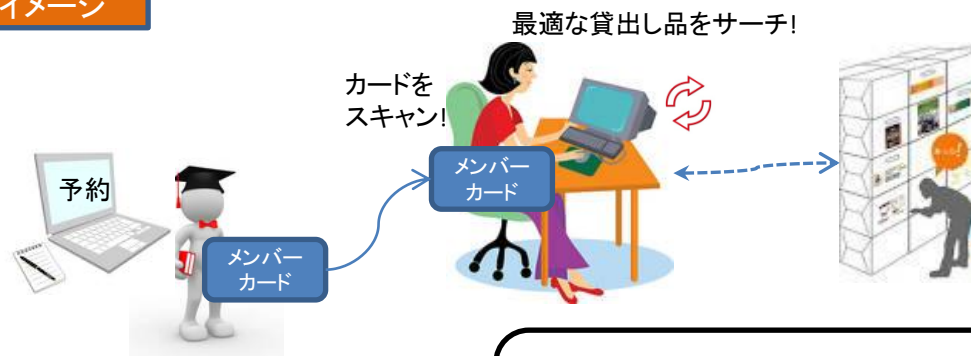 イメージ
最適な貸出し品をサーチ!
カードを
スキャン!
予約
メンバー
カード
メンバー
カード